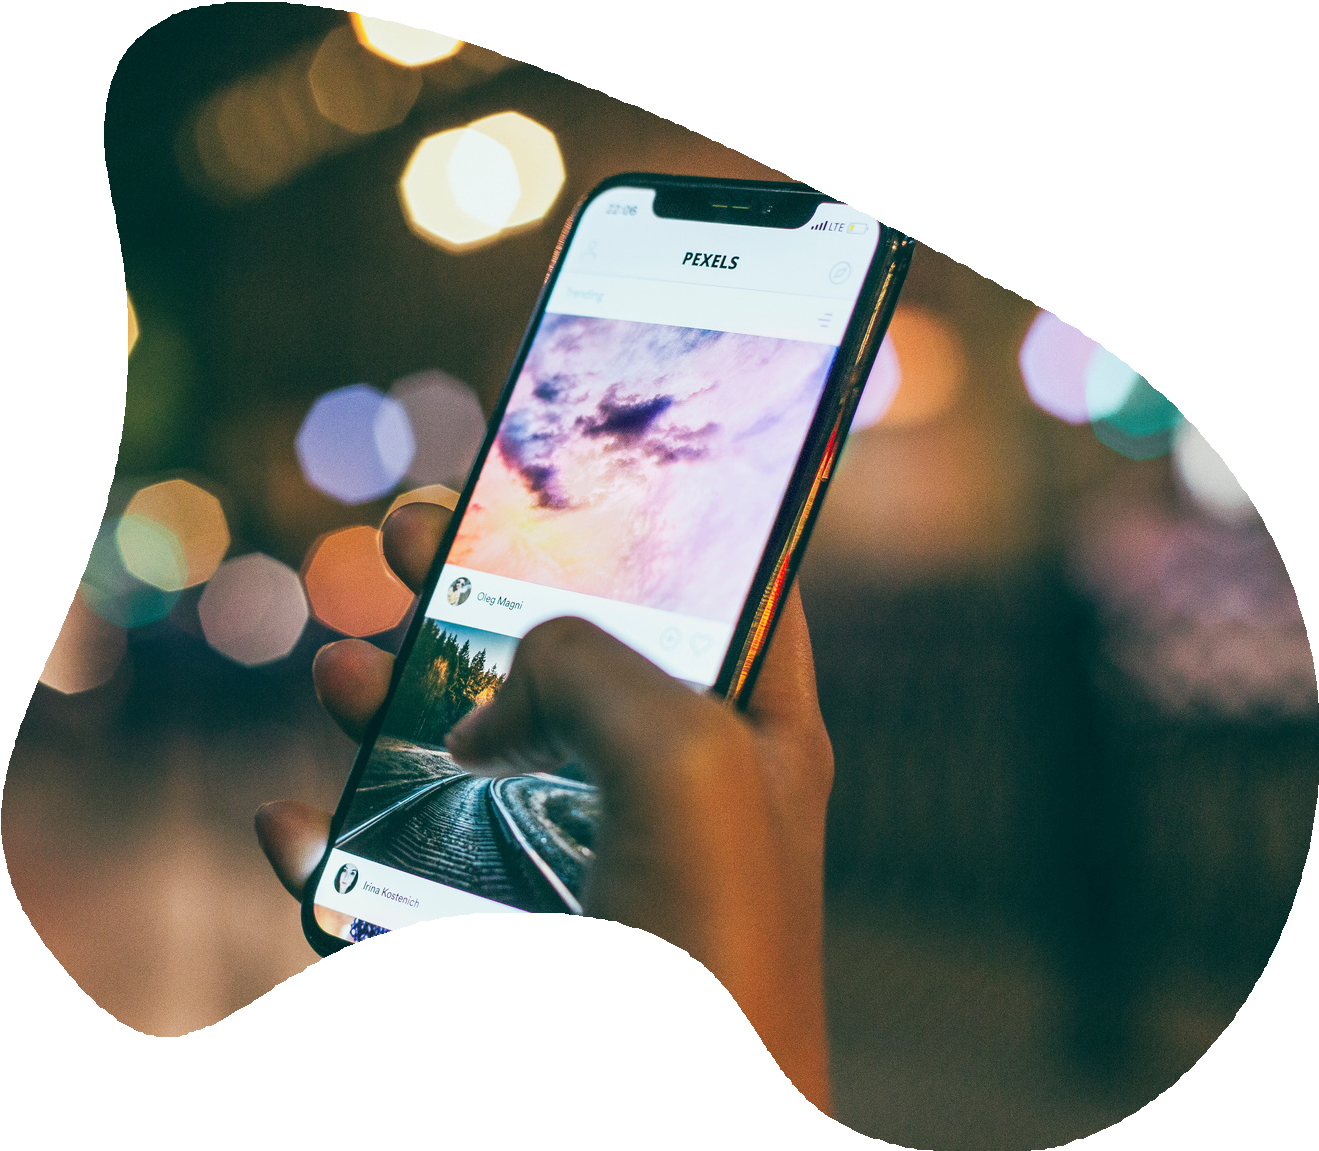 22:06
LTE
PEXELS
Trending
Oleg Magni
Irina Kostenich